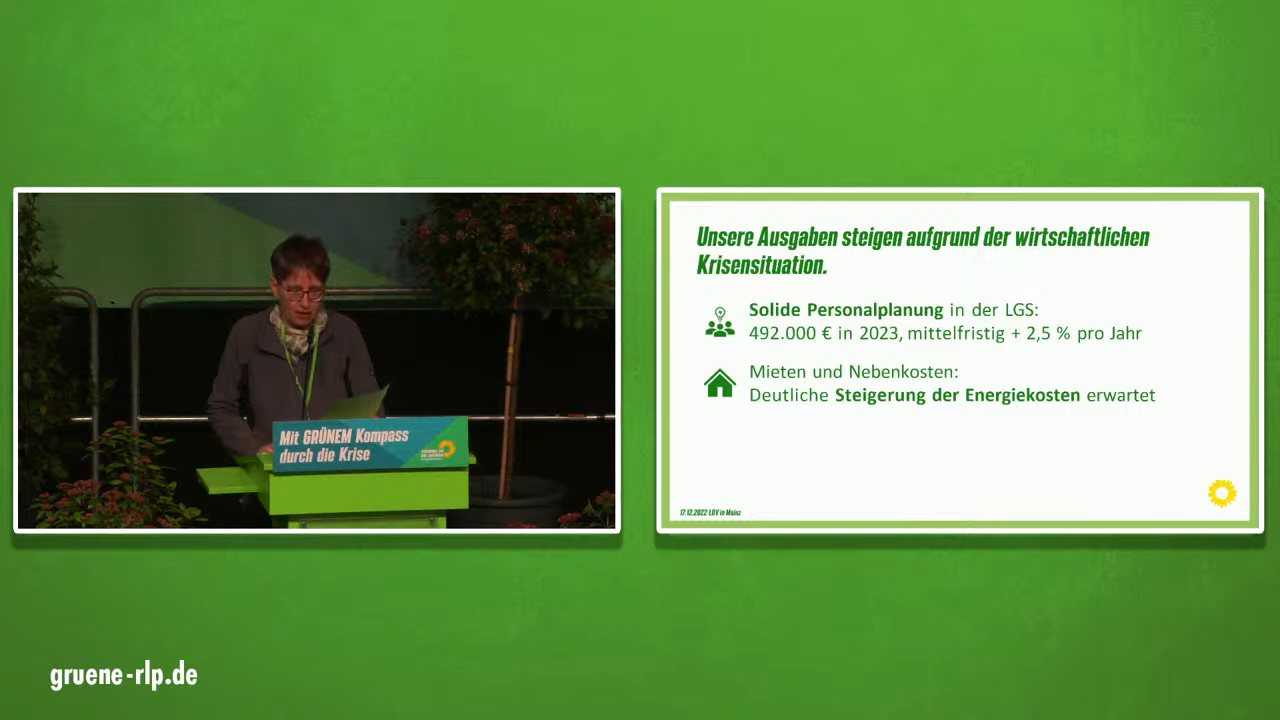 Mit GRÜNEM Kompass
durch die Krise
Unsere Ausgaben steigen aufgrund der wirtschaftlichen
Krisensituation.
Solide Personalplanung in der LGS:
492.000 € in 2023, mittelfristig + 2,5 % pro Jahr
Mieten und Nebenkosten:
Deutliche Steigerung der Energiekosten erwartet
17.12.2022 LDV in Mainz
gruene-rlp.de